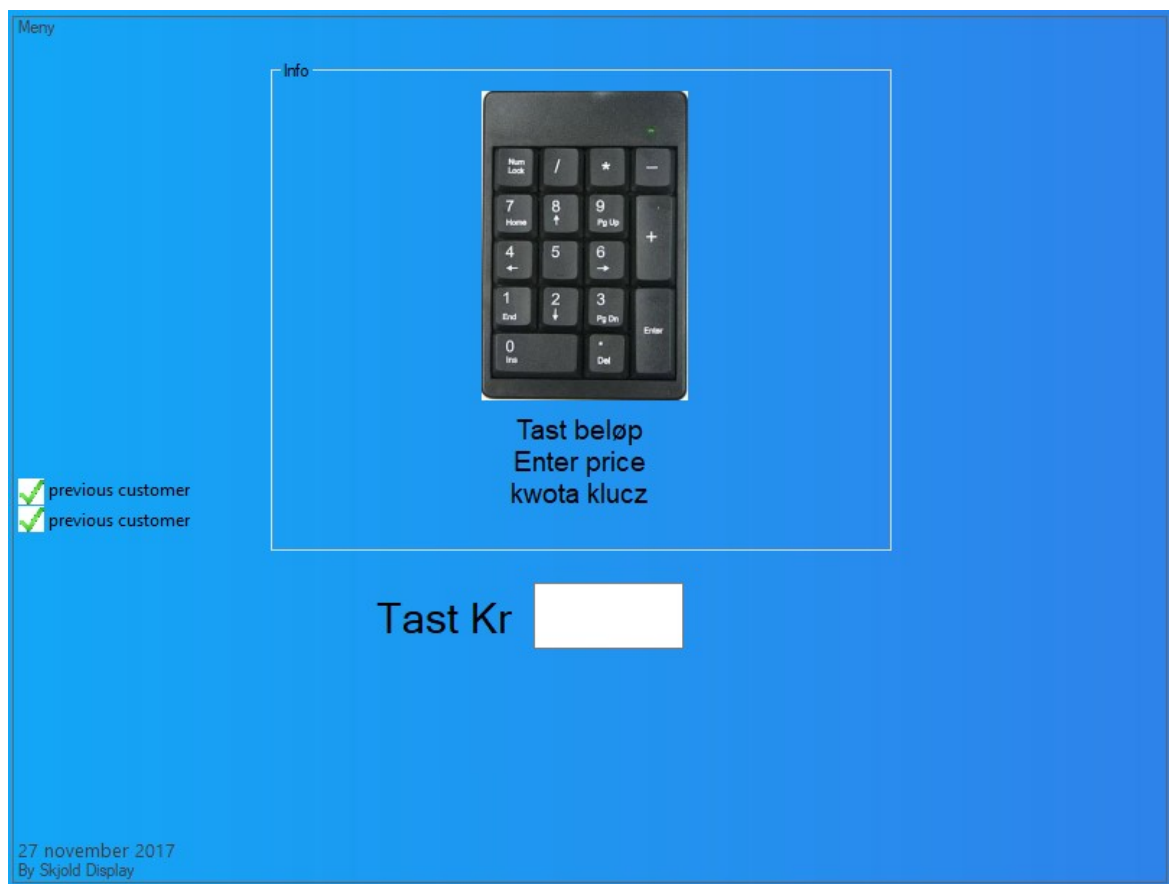 Meny
Info
Num
Lock
/
*
-
7
Home
8
↑
9
Pg Up
+
4
←
5
6
→
1
End
2
↓
3
Pg Dn
Enter
0
Ins
.
Del
Tast beløp
Enter price
kwota klucz
previous customer
previous customer
Tast Kr
27 november 2017
By Skjold Display